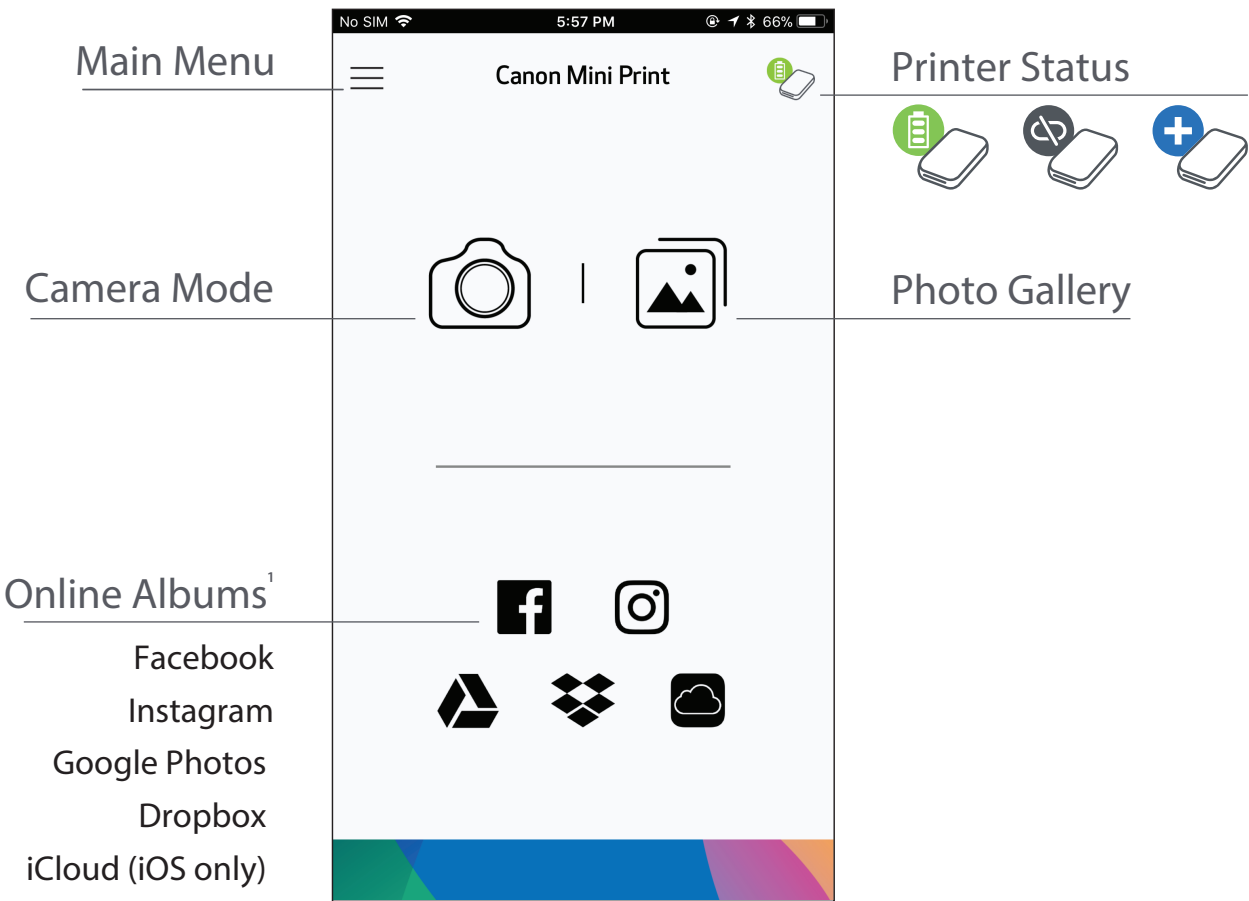 No SIM 5:57 PM 66%
Main Menu
Canon Mini Print
Printer Status
Camera Mode
Photo Gallery
Online Albums¹
Facebook
Instagram
Google Photos
Dropbox
iCloud (iOS only)